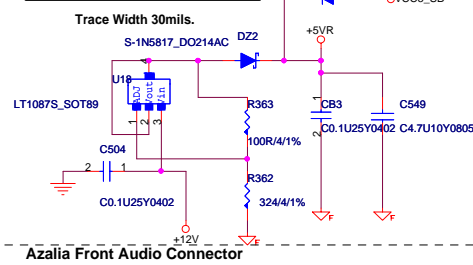 VCC5_SB
Trace Width 30mils.
+5VR
S-1N5817_DO214AC
DZ2
4
U18
ADJ
Vout
Vin
LT1087S_SOT89
1
2
3
R363
100R/4/1%
1
CB3
2
C0.1U25Y0402
C549
C4.7U10Y0805
C504
2
1
C0.1U25Y0402
R362
324/4/1%
+12V
F
F
F
Azalia Front Audio Connector